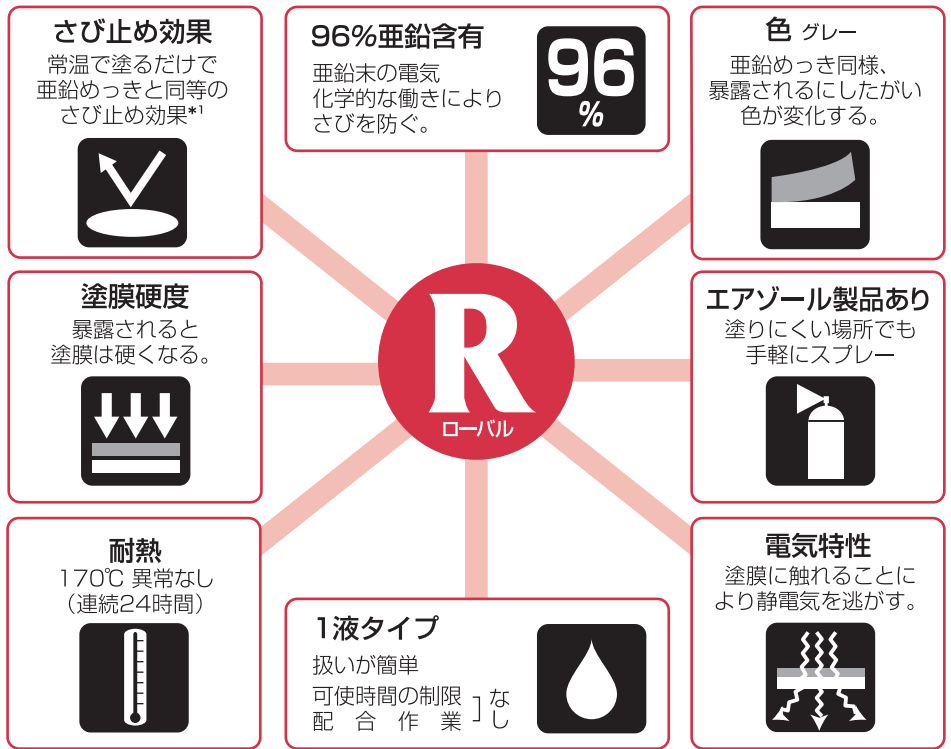 さび止め効果
常温で塗るだけで
亜鉛めっきと同等の
さび止め効果*1
96%亜鉛含有
亜鉛末の電気
化学的な働きにより
さびを防ぐ。
96
%
色 グレー
亜鉛めっき同様、
暴露されるにしたがい
色が変化する。
塗膜硬度
暴露されると
塗膜は硬くなる。
R
ローバル
エアゾール製品あり
塗りにくい場所でも
手軽にスプレー
耐熱
170℃ 異常なし
（連続24時間）
1液タイプ
扱いが簡単
可使時間の制限
配合作業
なし
電気特性
塗膜に触れることに
より静電気を逃がす。